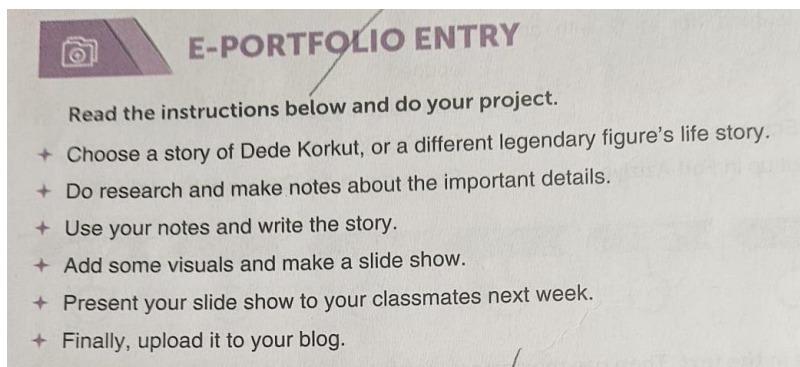 E-PORTFOLIO ENTRY
Read the instructions below and do your project.
Choose a story of Dede Korkut, or a different legendary figure's life story.
Do research and make notes about the important details.
Use your notes and write the story.
Add some visuals and make a slide show.
Present your slide show to your classmates next week.
Finally, upload it to your blog.